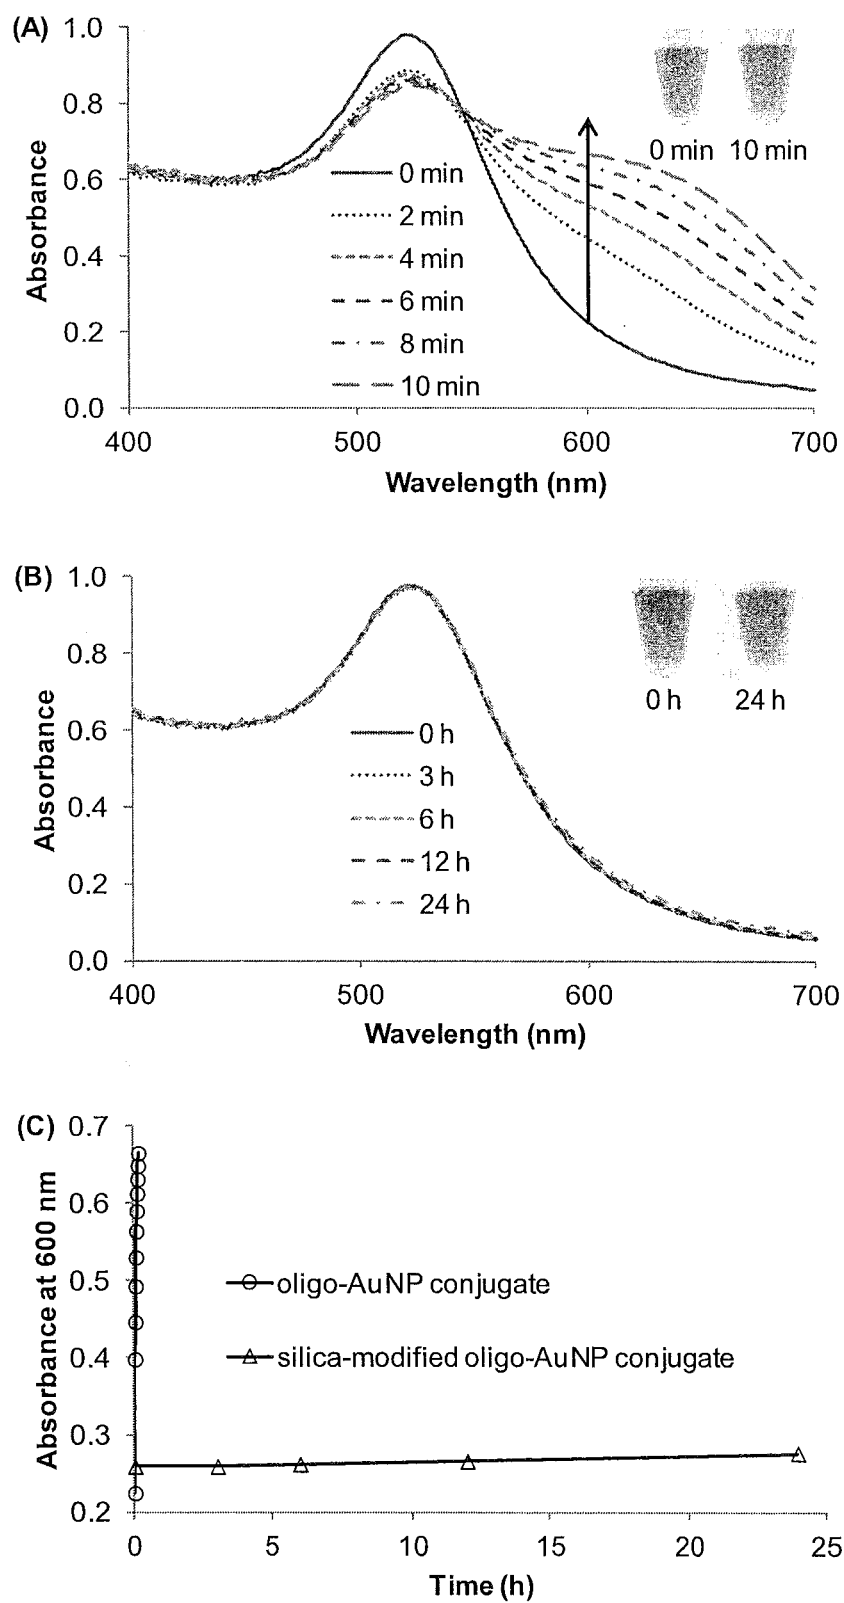 (A)
1.0
0.8
0.6
0.4
0.2
0.0
Absorbance
0 min
2 min
4 min
6 min
8 min
10 min
0 min 10 min
400 500 600 700
Wavelength (nm)
(B)
1.0
0.8
0.6
0.4
0.2
0.0
Absorbance
0 h
3 h
6 h
12 h
24 h
0 h 24 h
400 500 600 700
Wavelength (nm)
(C)
0.7
0.6
0.5
0.4
0.3
0.2
Absorbance at 600 nm
oligo-AuNP conjugate
silica-modified oligo-AuNP conjugate
0 5 10 15 20 25
Time (h)